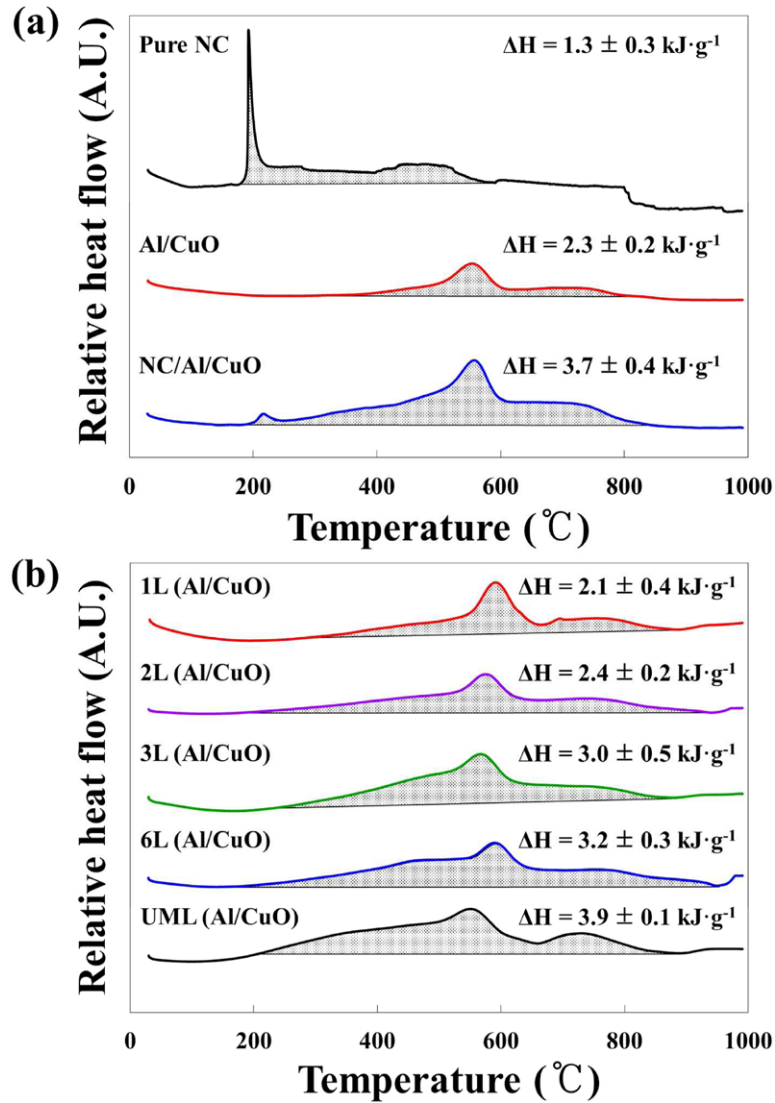 (a)
Relative heat flow (A.U.)
Pure NC
ΔH = 1.3 ± 0.3 kJ·g⁻¹
Al/CuO
ΔH = 2.3 ± 0.2 kJ·g⁻¹
NC/Al/CuO
ΔH = 3.7 ± 0.4 kJ·g⁻¹
0 200 400 600 800 1000
Temperature (℃)
(b)
Relative heat flow (A.U.)
1L (Al/CuO)
ΔH = 2.1 ± 0.4 kJ·g⁻¹
2L (Al/CuO)
ΔH = 2.4 ± 0.2 kJ·g⁻¹
3L (Al/CuO)
ΔH = 3.0 ± 0.5 kJ·g⁻¹
6L (Al/CuO)
ΔH = 3.2 ± 0.3 kJ·g⁻¹
UML (Al/CuO)
ΔH = 3.9 ± 0.1 kJ·g⁻¹
0 200 400 600 800 1000
Temperature (℃)